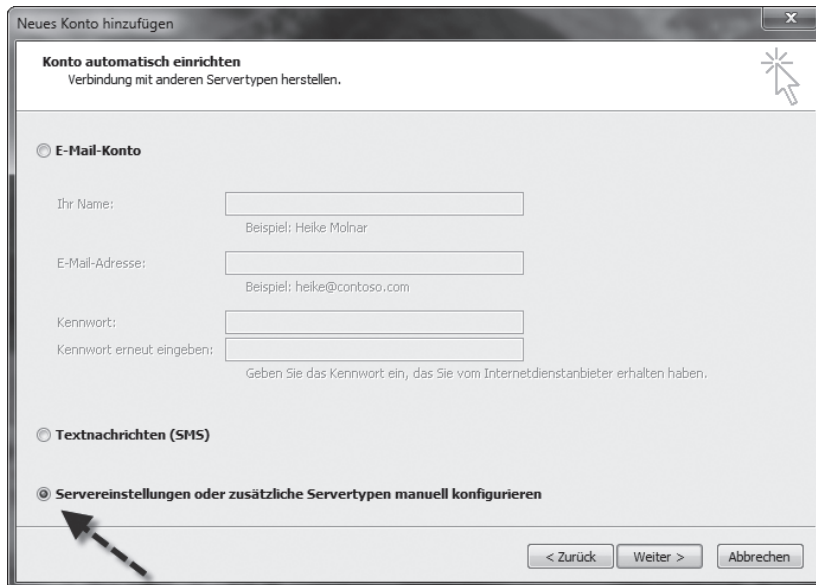 Neues Konto hinzufügen
x
Konto automatisch einrichten
Verbindung mit anderen Servertypen herstellen.
E-Mail-Konto
Ihr Name:
Beispiel: Heike Molnar
E-Mail-Adresse:
Beispiel: heike@contoso.com
Kennwort:
Kennwort erneut eingeben:
Geben Sie das Kennwort ein, das Sie vom Internetdienstanbieter erhalten haben.
Textnachrichten (SMS)
Servereinstellungen oder zusätzliche Servertypen manuell konfigurieren
< Zurück Weiter > Abbrechen